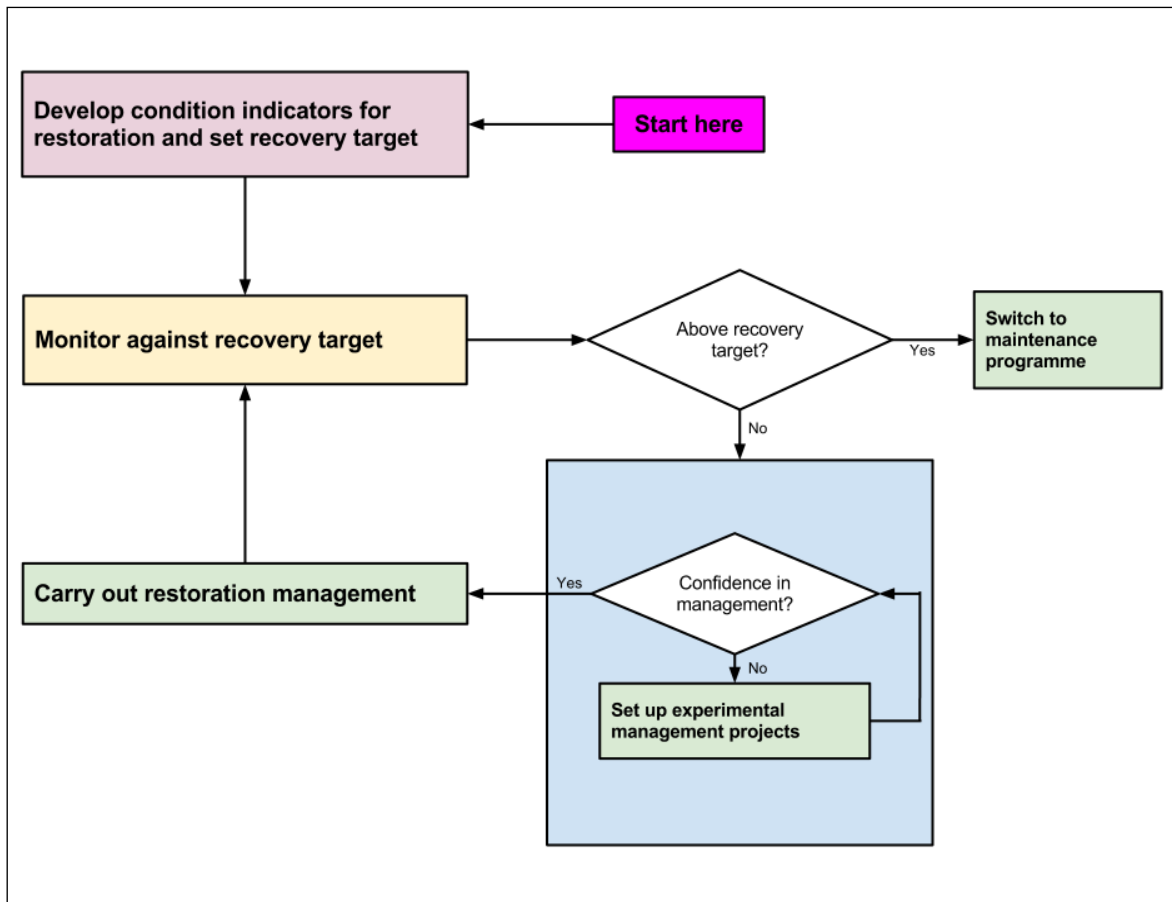 Develop condition indicators for
restoration and set recovery target
Start here
Monitor against recovery target
Above recovery
target?
Yes
Switch to
maintenance
programme
No
Carry out restoration management
Yes
Confidence in
management?
No
Set up experimental
management projects